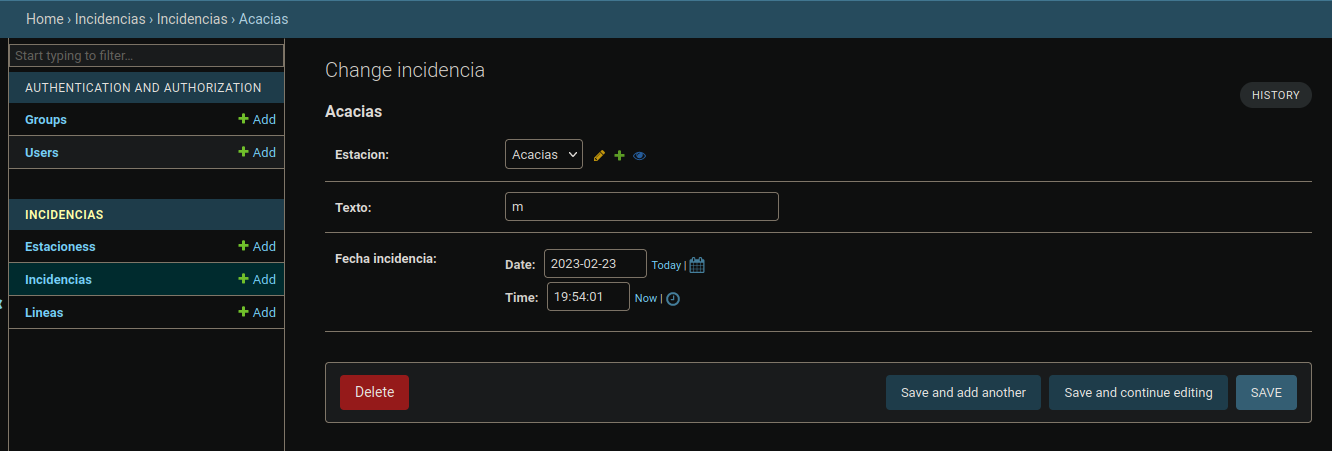 Home › Incidencias › Incidencias › Acacias
Start typing to filter...
AUTHENTICATION AND AUTHORIZATION
Groups + Add
Users + Add
INCIDENCIAS
Estacioness + Add
Incidencias + Add
Lineas + Add
Change incidencia
HISTORY
Acacias
Estacion: Acacias
Texto: m
Fecha incidencia:
Date: 2023-02-23 Today |
Time: 19:54:01 Now |
Delete
Save and add another
Save and continue editing
SAVE